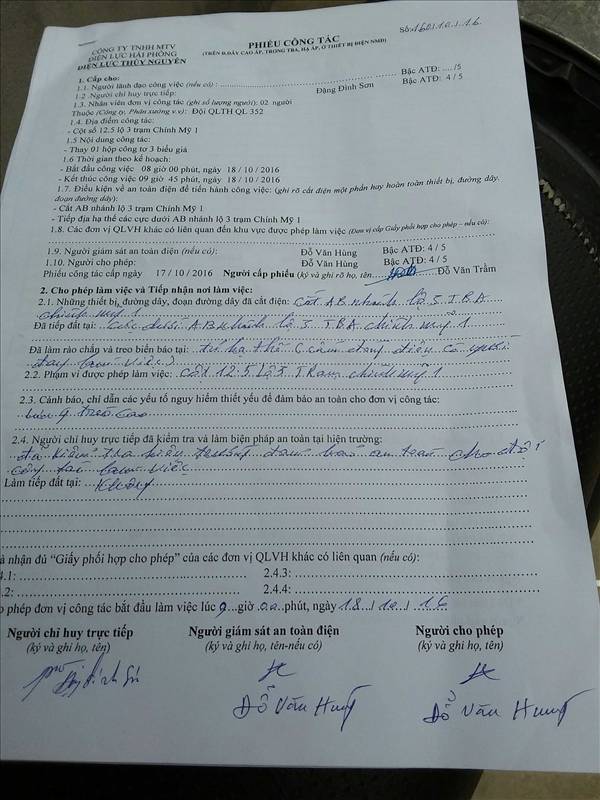 CÔNG TY TNHH MTV
ĐIỆN LỰC HẢI PHÒNG
ĐIỆN LỰC THỦY NGUYÊN
PHIẾU CÔNG TÁC
(TRÊN Đ.DÂY CAO ÁP, TRUNG, HẠ ÁP, Ở THIẾT BỊ ĐIỆN NMĐ)
Số: 160/10./.16
1. Cấp cho:
1.1. Người lãnh đạo công việc (nếu có) : Bậc ATĐ: ..../5
1.2 .Người chỉ huy trực tiếp: Đặng Đình Sơn Bậc ATĐ: 4 / 5
1.3. Nhân viên đơn vị công tác (ghi số lượng người): 02 người
Thuộc (Công ty, Phân xưởng v.v): Đội QLTH QL 352
1.4. Địa điểm công tác:
- Cột số 12.5 lộ 3 trạm Chính Mỹ 1
1.5 Nội dung công tác:
- Thay 01 hộp công tơ 3 biểu giá
1.6 Thời gian theo kế hoạch:
- Bắt đầu công việc 08 giờ 00 phút, ngày 18 / 10 / 2016
- Kết thúc công việc 09 giờ 45 phút, ngày 18 / 10 / 2016
1.7. Điều kiện về an toàn điện để tiến hành công việc: (ghi rõ cắt điện một phần hay hoàn toàn thiết bị, đường dây,
đoạn đường dây)
- Cắt AB nhánh lộ 3 trạm Chính Mỹ 1
- Tiếp địa hạ thế các cực dưới AB nhánh lộ 3 trạm Chính Mỹ 1
1.8. Các đơn vị QLVH khác có liên quan đến khu vực được phép làm việc (Đơn vị cấp Giấy phối hợp cho phép – nếu có):
1.9. Người giám sát an toàn điện (nếu có): Đỗ Văn Hùng Bậc ATĐ: 4 / 5
1.10. Người cho phép: Đỗ Văn Hùng Bậc ATĐ: 4 / 5
Phiếu công tác cấp ngày 17 / 10 / 2016 Người cấp phiếu (ký và ghi rõ họ, tên Đỗ Văn Trầm
2. Cho phép làm việc và Tiếp nhận nơi làm việc:
2.1. Những thiết bị, đường dây, đoạn đường dây đã cắt điện: Cắt AB nhánh lộ 3 TBA
chính mỹ 1
Đã tiếp đất tại: Cực dưới AB nhánh lộ 3 TBA chính mỹ 1
Đã làm rào chắn và treo biển báo tại: tủ hạ thế (cấm đóng điện có người
đang làm việc)
2.2. Phạm vi được phép làm việc: Cột 12.5 lộ 3 Trạm chính mỹ 1
2.3. Cảnh báo, chỉ dẫn các yếu tố nguy hiểm thiết yếu để đảm bảo an toàn cho đơn vị công tác:
treo cao
2.4. Người chỉ huy trực tiếp đã kiểm tra và làm biện pháp an toàn tại hiện trường:
đã kiểm tra hiện trường đảm bảo an toàn cho đội
công tác làm việc
Làm tiếp đất tại: Không
à nhận đủ “Giấy phối hợp cho phép” của các đơn vị QLVH khác có liên quan (nếu có):
4.1: 2.4.3:
.2: 2.4.4:
o phép đơn vị công tác bắt đầu làm việc lúc 9 giờ 00 phút, ngày 18./ 10 / .16
Người chỉ huy trực tiếp Người giám sát an toàn điện Người cho phép
(ký và ghi họ, tên) (ký và ghi họ, tên-nếu có) (ký và ghi họ, tên)
Đỗ Văn Hùng Đỗ Văn Hùng